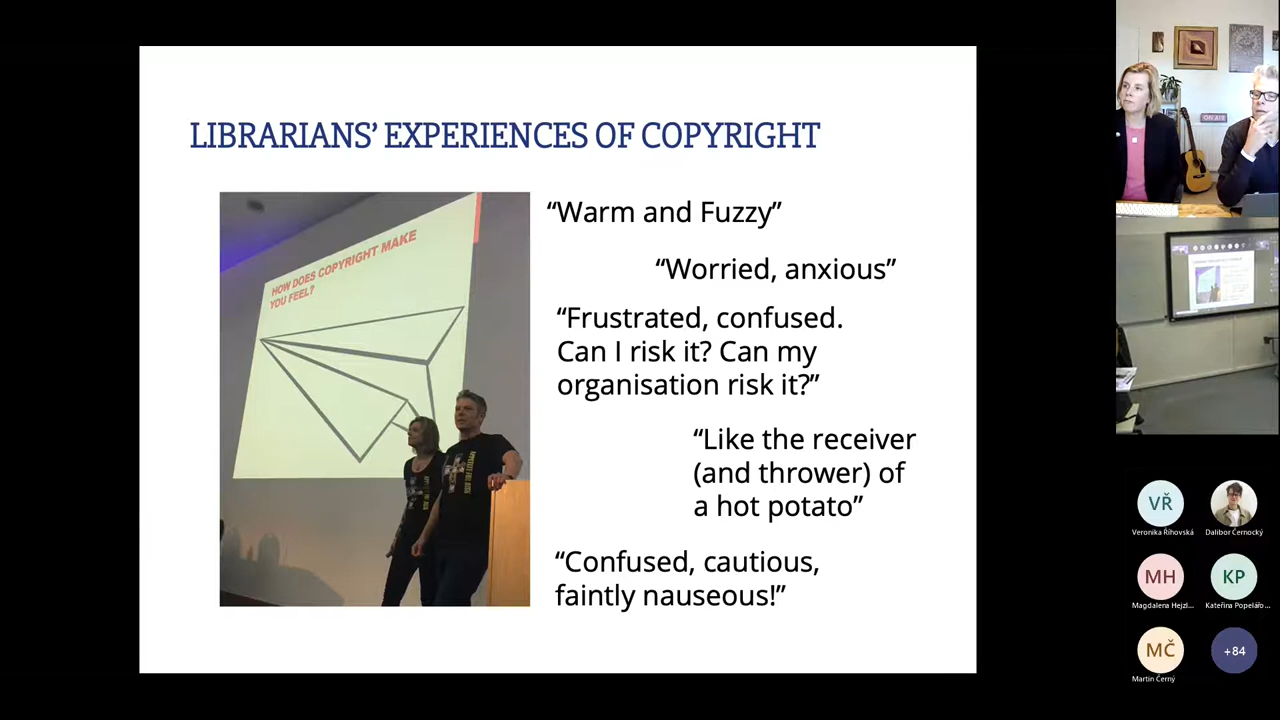 LIBRARIANS’ EXPERIENCES OF COPYRIGHT
HOW DOES COPYRIGHT MAKE
YOU FEEL?
“Warm and Fuzzy”
“Worried, anxious”
“Frustrated, confused.
Can I risk it? Can my
organisation risk it?”
“Like the receiver
(and thrower) of
a hot potato”
“Confused, cautious,
faintly nauseous!”
ON AIR
VŘ
Veronika Říhovská
Dalibor Černocký
MH
Magdalena Hejzl...
KP
Kateřina Popelářo...
MČ
Martin Černý
+84